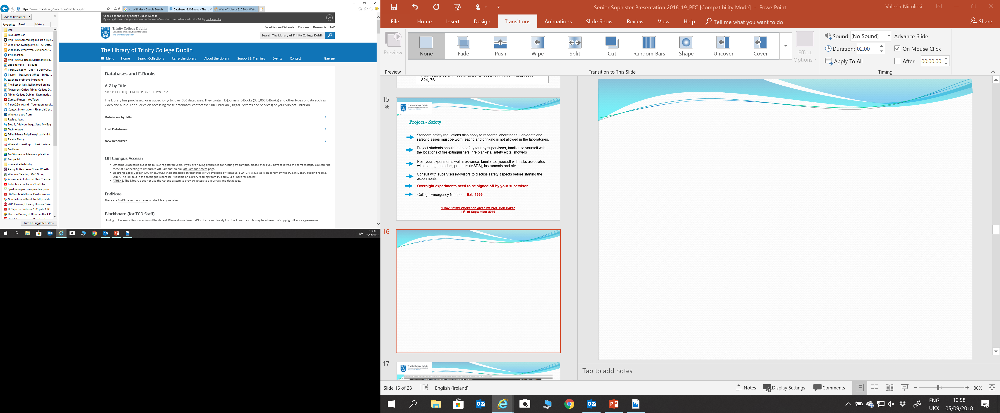 https://www.tcd.ie/library/collections/databases.php
tcd scifinder - Google Search
Databases & E-Books - The ...
Web of Science [v.5.30] - Web ...
Add to favourites
Favourites Feeds History
Dell
Favourites Bar
http--www.smmd.org.ma-Doc-Flye...
Web of Knowledge [v.5.6] - All Data...
Dictionary Synonyms, Dictionary A...
eVision Portal
http--www.postagesupermarket.co...
Little Italy Ltd — Biscuits
Parcel2Go.com - Door To Door Cou...
Payroll - Treasurer's Office - Trinity ...
teaching problems important
The Best of Italy, Italian food online
Treasurer's Office, Trinity College D...
Trinity College Dublin - Examinatio...
Zumba Fitness - YouTube
Parcel2Go Ireland - Your quote results
Contact Information - Financial Ser...
Where are you from
Recipes Jesus
Step 1, Add your bags. Send My Bag
Technologie
falleti Niente Polysil negli scarichi d...
Ricette Bimby
Wheel rim coatings to heat the tyre...
Sevillanas
For Women in Science applications ...
Europa 24
nuove ricette bimby
Peony Buttercream Flower Wreath ...
Window Cleaning SMC Group
Advances in Industrial Heat Transfer...
La fabbrica dei Lego - YouTube
Spedire un pacco e spendere poco ...
30-Minute At-Home Cardio Worko...
Google Image Result for http--stati...
2011 Flowers, Flowers, Flowers Cake...
El Capo De Corleone 1x05 pate 1 TO...
Electron Doping of Ultrathin Black P...
Turn on Suggested Sites...
Cookies on the Trinity College Dublin website
By using this website you consent to the use of cookies in accordance with the Trinity cookie policy.
OK
Trinity College Dublin
Coláiste na Tríonóide, Baile Átha Cliath
The University of Dublin
Faculties and Schools Courses Research A-Z
Search The Library of Trinity College Dublin
The Library of Trinity College Dublin
Menu Home Search Collections Using the Library About the Library Support & Training Events Contact Gaeilge
Databases and E-Books
A-Z by Title
A B C D E F G H I J K L M N O P Q R S T U V W X Y Z
The Library has purchased, or is subscribing to, over 350 databases. They contain E-Journals, E-Books (350,000 E-Books) and other types of data such as
video and audio. For queries on accessing these databases, contact the Sub Librarian (Digital Systems and Services) or your Subject Librarian.
Databases by Title
Trial Databases
New Resources
Off Campus Access?
Off campus access is available to TCD-registered users. If you are having difficulties connecting off campus, please check you have followed the correct steps. You can find
these at 'Connecting to Resources Off Campus' on our Off Campus Access page.
Electronic Legal Deposit (UK) or eLD (UK), (non-subscription) material is NOT available off-campus. eLD (UK) is available on library-owned PCs, in Library reading rooms,
ONLY. The link text in the catalogue record is: "Available on Library reading room PCs only. Click here for access."
ATHENS. The Library does not use the Athens system to provide access to e-journals and databases.
EndNote
There are EndNote support pages on the Library website.
Blackboard (for TCD Staff)
Linking to Electronic Resources from Blackboard. Please do not insert PDFs of articles directly into Blackboard as this may be a breach of copyright/licence agreements.
10:58
05/09/2018
Senior Sophister Presentation 2018-19_PEC [Compatibility Mode] - PowerPoint
Valeria Nicolosi
File Home Insert Design Transitions Animations Slide Show Review View Help Tell me what you want to do
Share
Preview
None Fade Push Wipe Split Cut Random Bars Shape Uncover Cover
Effect
Options
Sound: [No Sound]
Duration: 02.00
Apply To All
Advance Slide
On Mouse Click
After: 00:00.00
Preview
Transition to This Slide
Timing
824, 761.
15
Trinity College Dublin
Project - Safety
Standard safety regulations also apply to research laboratories: Lab-coats and
safety glasses must be worn; eating and drinking is not allowed in the laboratories.
Project students should get a safety tour by supervisors; familiarise yourself with
the locations of fire extinguishers, fire blankets, safety exits, showers
Plan your experiments well in advance; familiarise yourself with risks associated
with starting materials, products (MSDS), instruments and etc.
Consult with supervisors/advisors to discuss safety aspects before starting the
experiments
Overnight experiments need to be signed off by your supervisor.
College Emergency Number: Ext. 1999
1 Day Safety Workshop given by Prof. Bob Baker
11th of September 2019
16
17
Trinity College Dublin
Tap to add notes
Slide 16 of 28
English (Ireland)
Notes Display Settings Comments
86%
ENG
UKX
10:58
05/09/2018